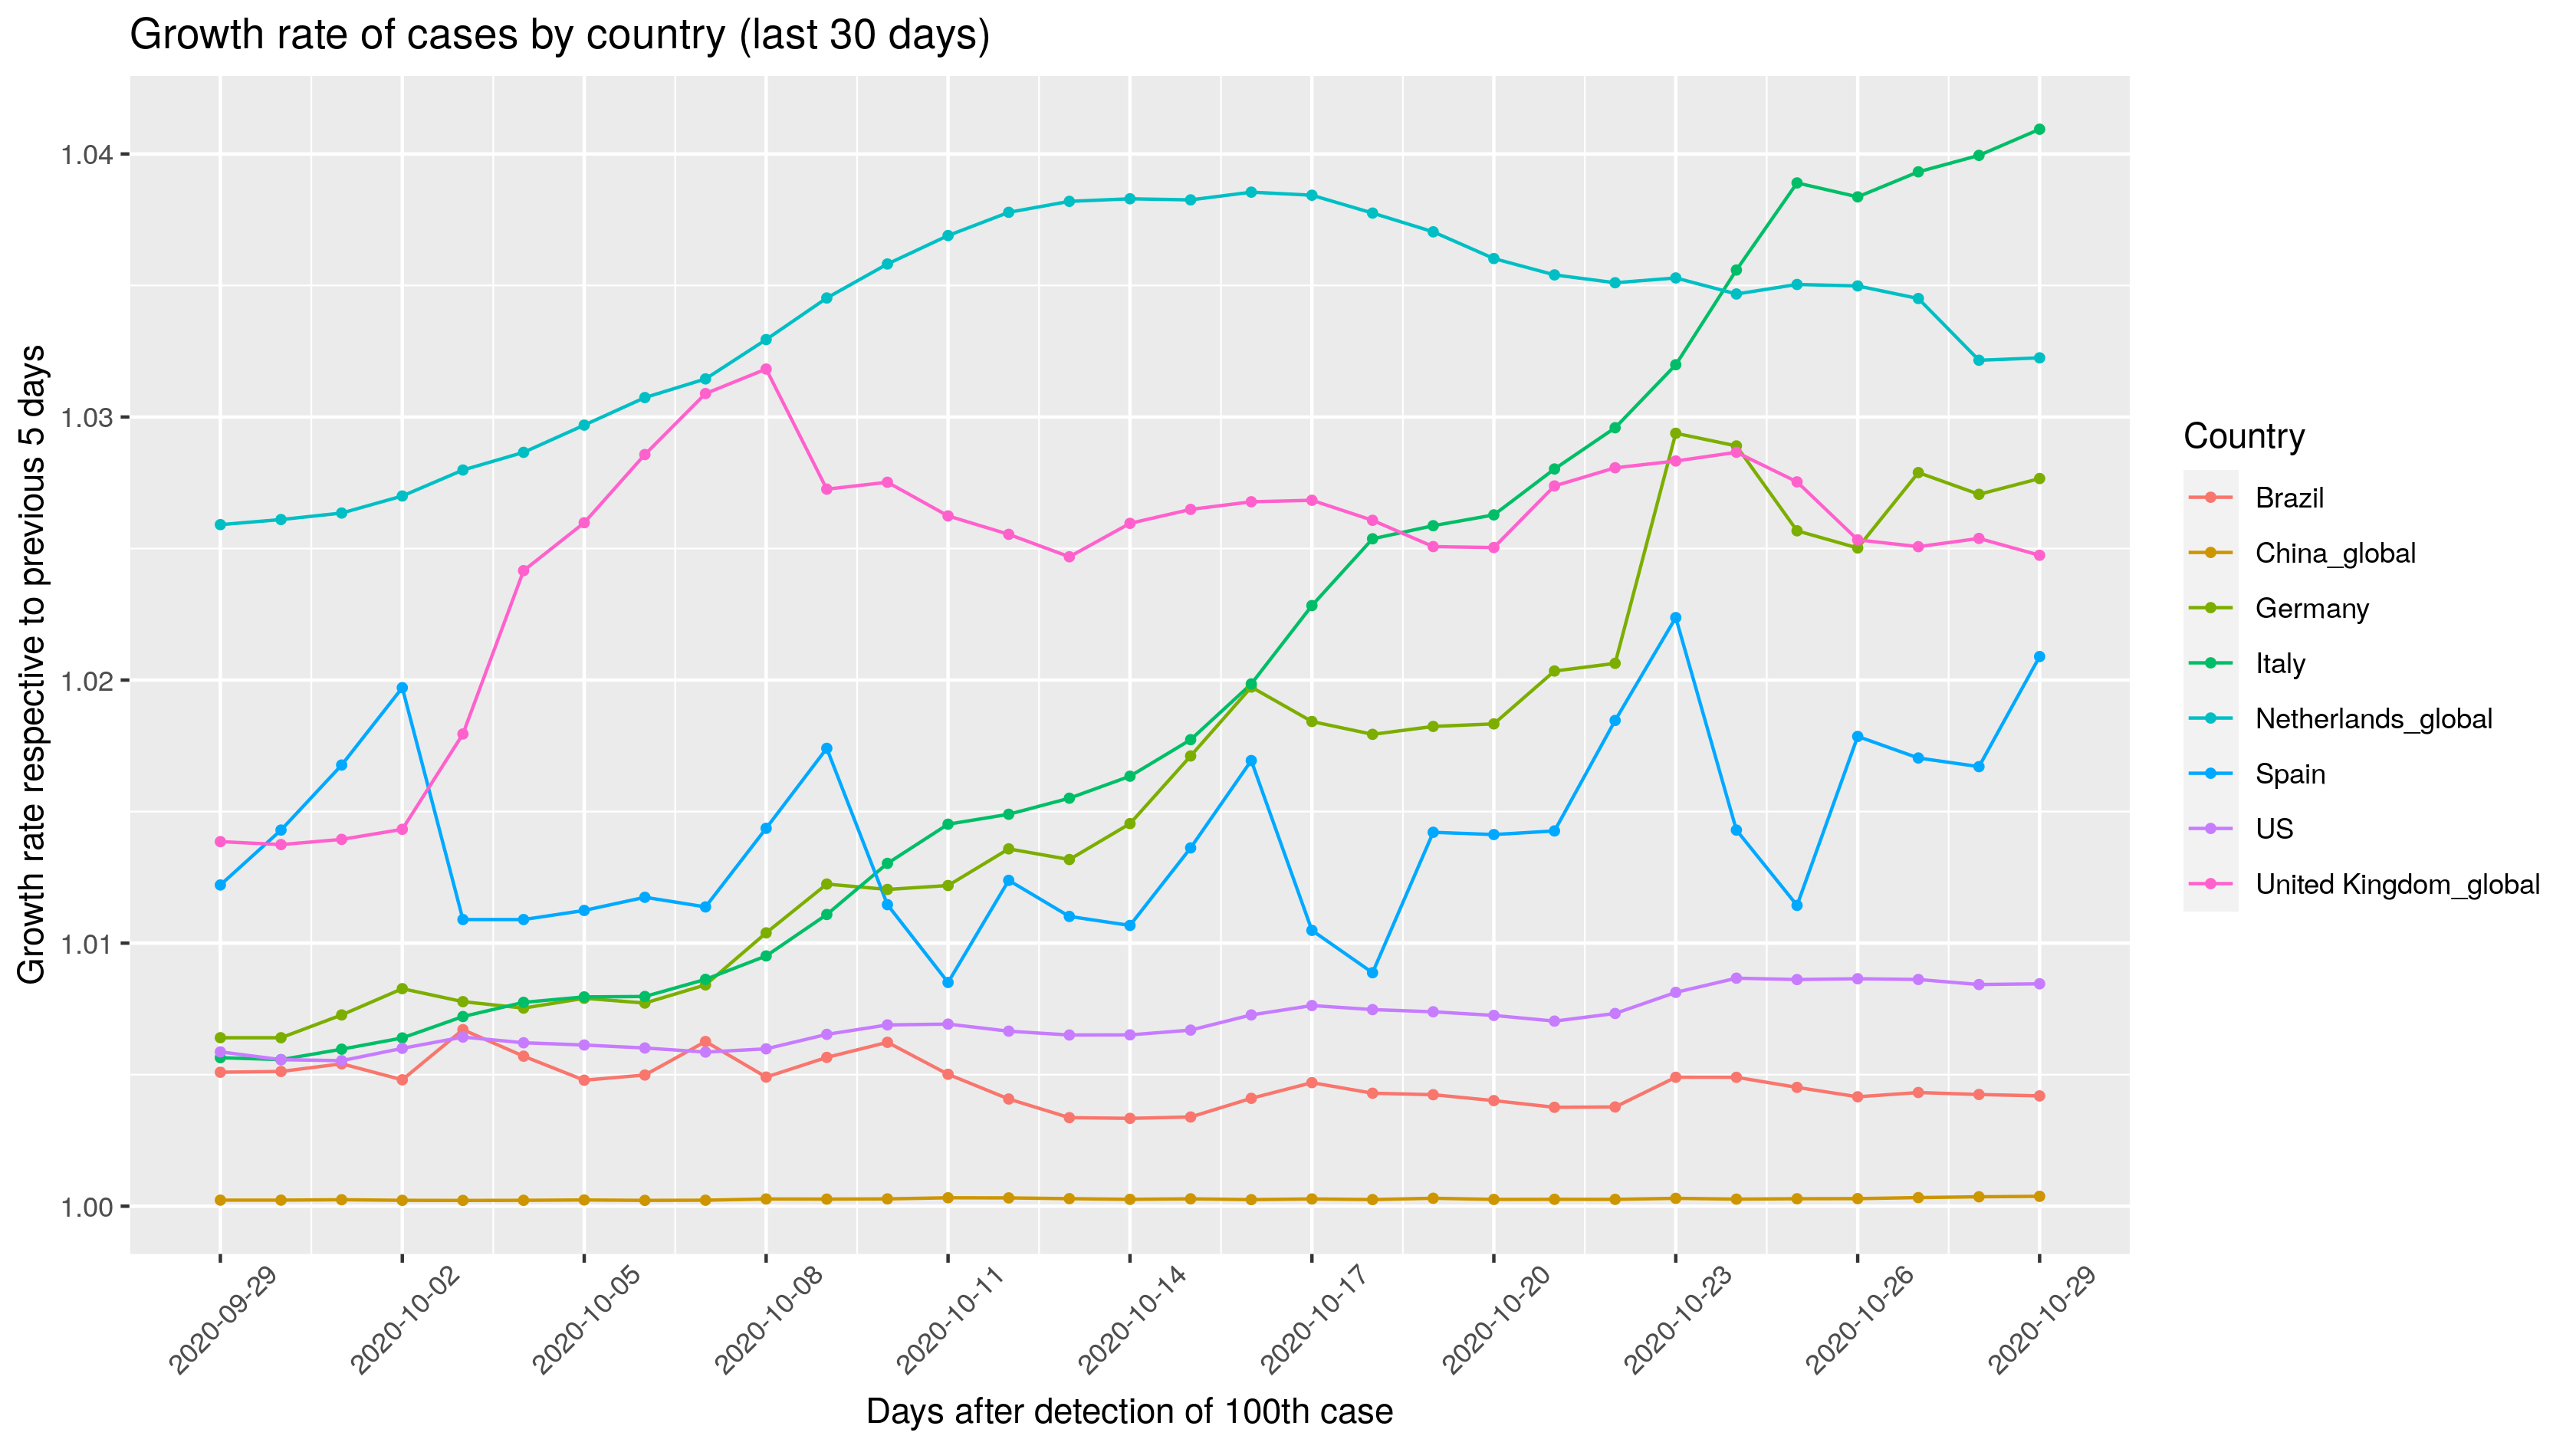 Growth rate of cases by country (last 30 days)
Growth rate respective to previous 5 days
1.04
1.03
1.02
1.01
1.00
2020-09-29
2020-10-02
2020-10-05
2020-10-08
2020-10-11
2020-10-14
2020-10-17
2020-10-20
2020-10-23
2020-10-26
2020-10-29
Days after detection of 100th case
Country
Brazil
China_global
Germany
Italy
Netherlands_global
Spain
US
United Kingdom_global